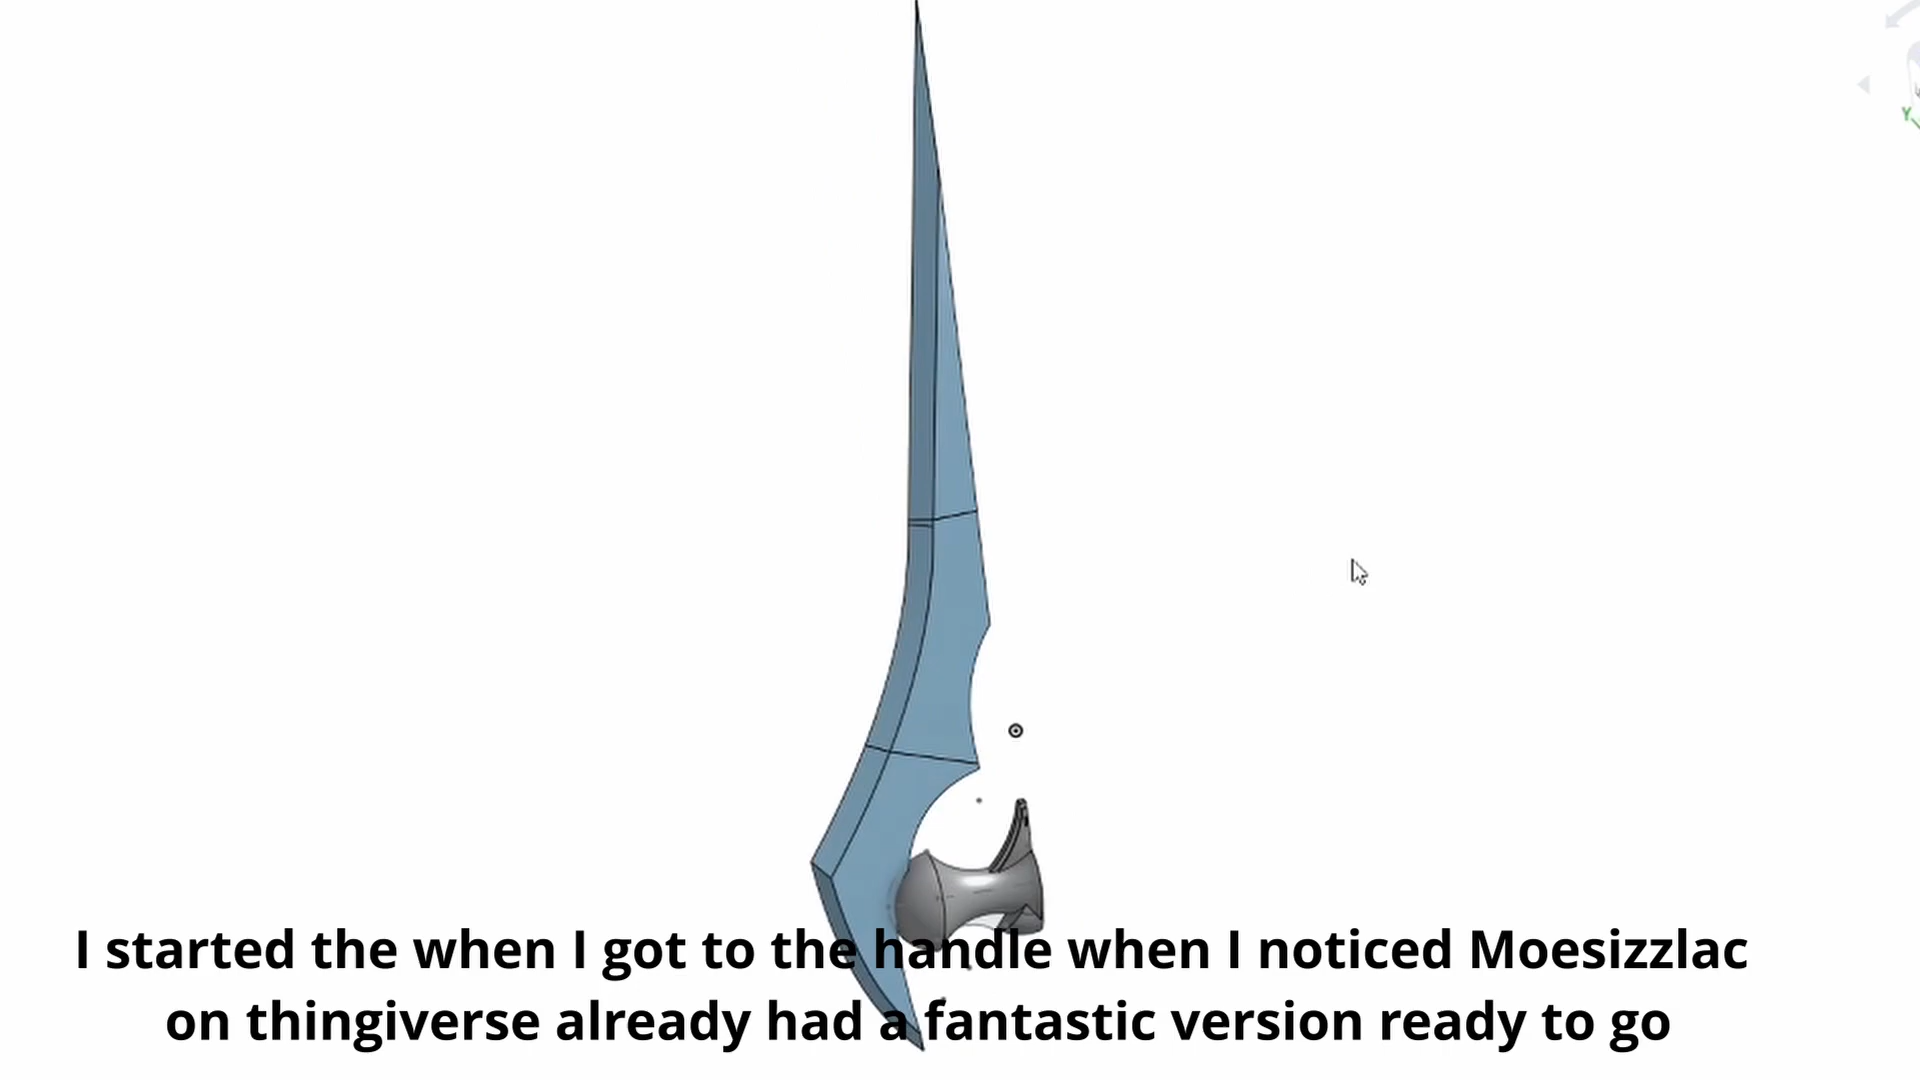 Y
I started the when I got to the handle when I noticed Moesizzlac
on thingiverse already had a fantastic version ready to go